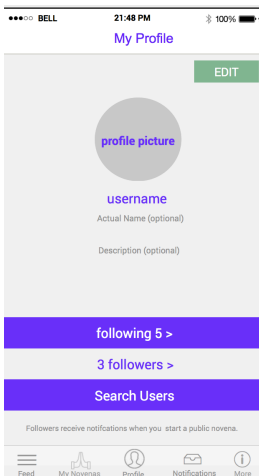 BELL 21:48 PM 100%
My Profile
EDIT
profile picture
username
Actual Name (optional)
Description (optional)
following 5 >
3 followers >
Search Users
Followers receive notifcations when you start a public novena.
Feed My Novenas Profile Notifications More